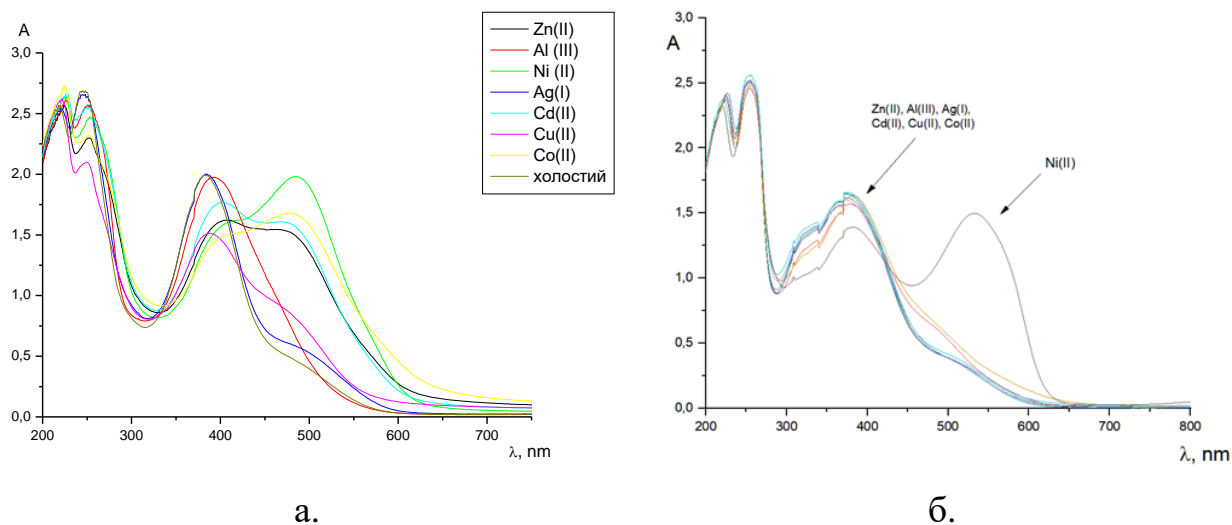 A
3,0
2,5
2,0
1,5
1,0
0,5
0,0
200 300 400 500 600 700
λ, nm
Zn(II)
Al (III)
Ni (II)
Ag(I)
Cd(II)
Cu(II)
Co(II)
холостий
а.
A
3,0
2,5
2,0
1,5
1,0
0,5
0,0
200 300 400 500 600 700 800
λ, nm
Zn(II), Al(III), Ag(I),
Cd(II), Cu(II), Co(II)
Ni(II)
б.